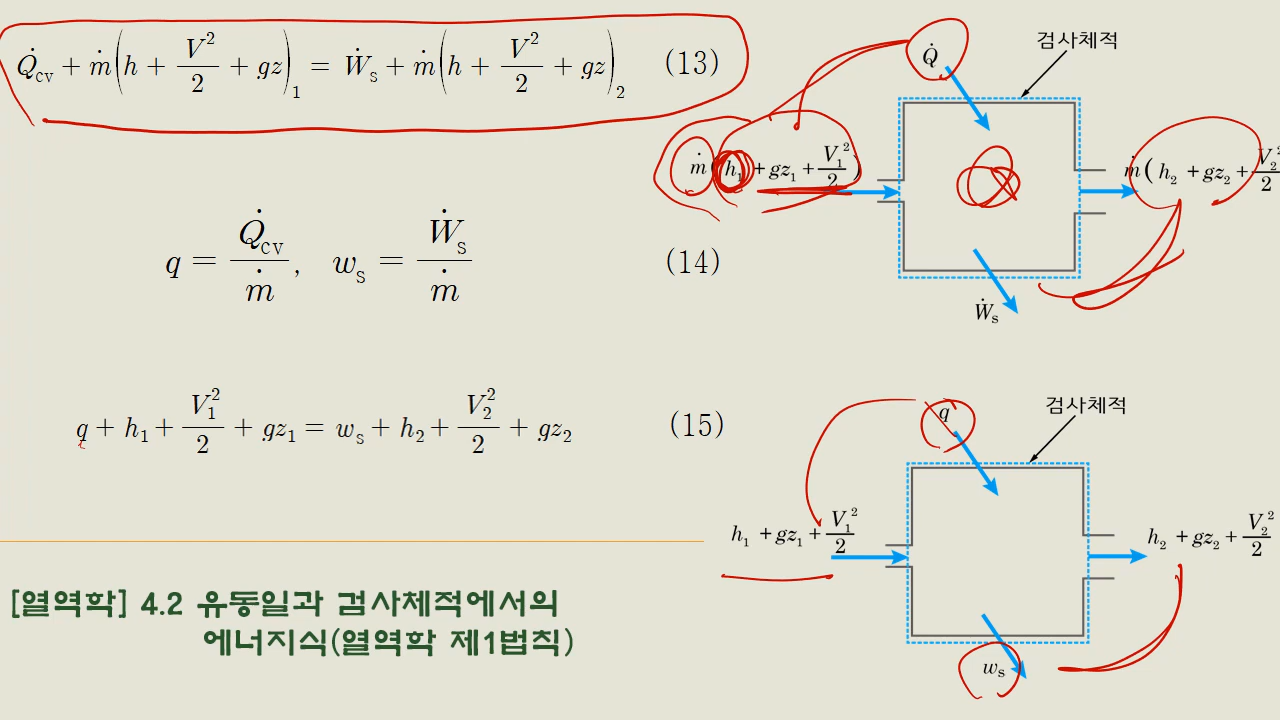 Q̇_CV + ṁ(h + V²/2 + gz)₁ = Ẇ_S + ṁ(h + V²/2 + gz)₂ (13)
q = Q̇_CV/ṁ, w_S = Ẇ_S/ṁ (14)
q + h₁ + V₁²/2 + gz₁ = w_S + h₂ + V₂²/2 + gz₂ (15)
[열역학] 4.2 유동일과 검사체적에서의
에너지식(열역학 제1법칙)
검사체적
Q̇
ṁ(h₁ + gz₁ + V₁²/2)
ṁ(h₂ + gz₂ + V₂²/2
Ẇ_s
검사체적
q
h₁ + gz₁ + V₁²/2
h₂ + gz₂ + V₂²/2
w_s